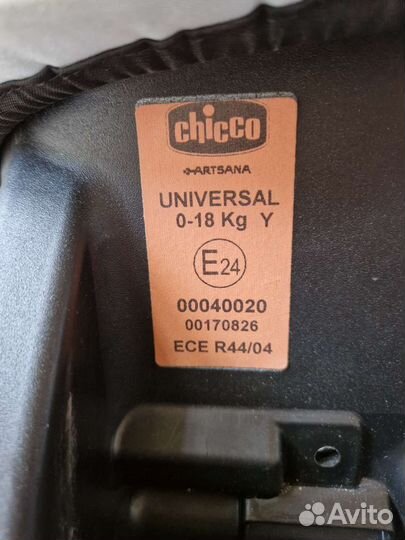 chicco
ARTSANA
UNIVERSAL
0-18 Kg Y
E24
00040020
00170826
ECE R44/04
Avito